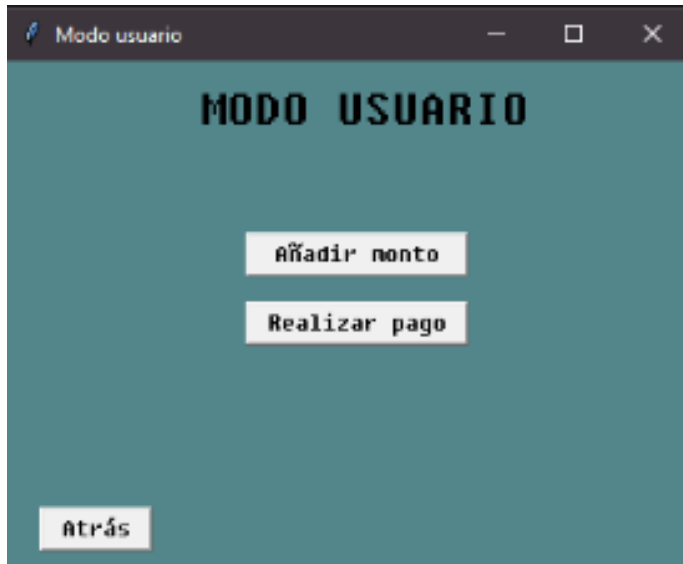 Modo usuario
MODO USUARIO
Añadir monto
Realizar pago
Atrás